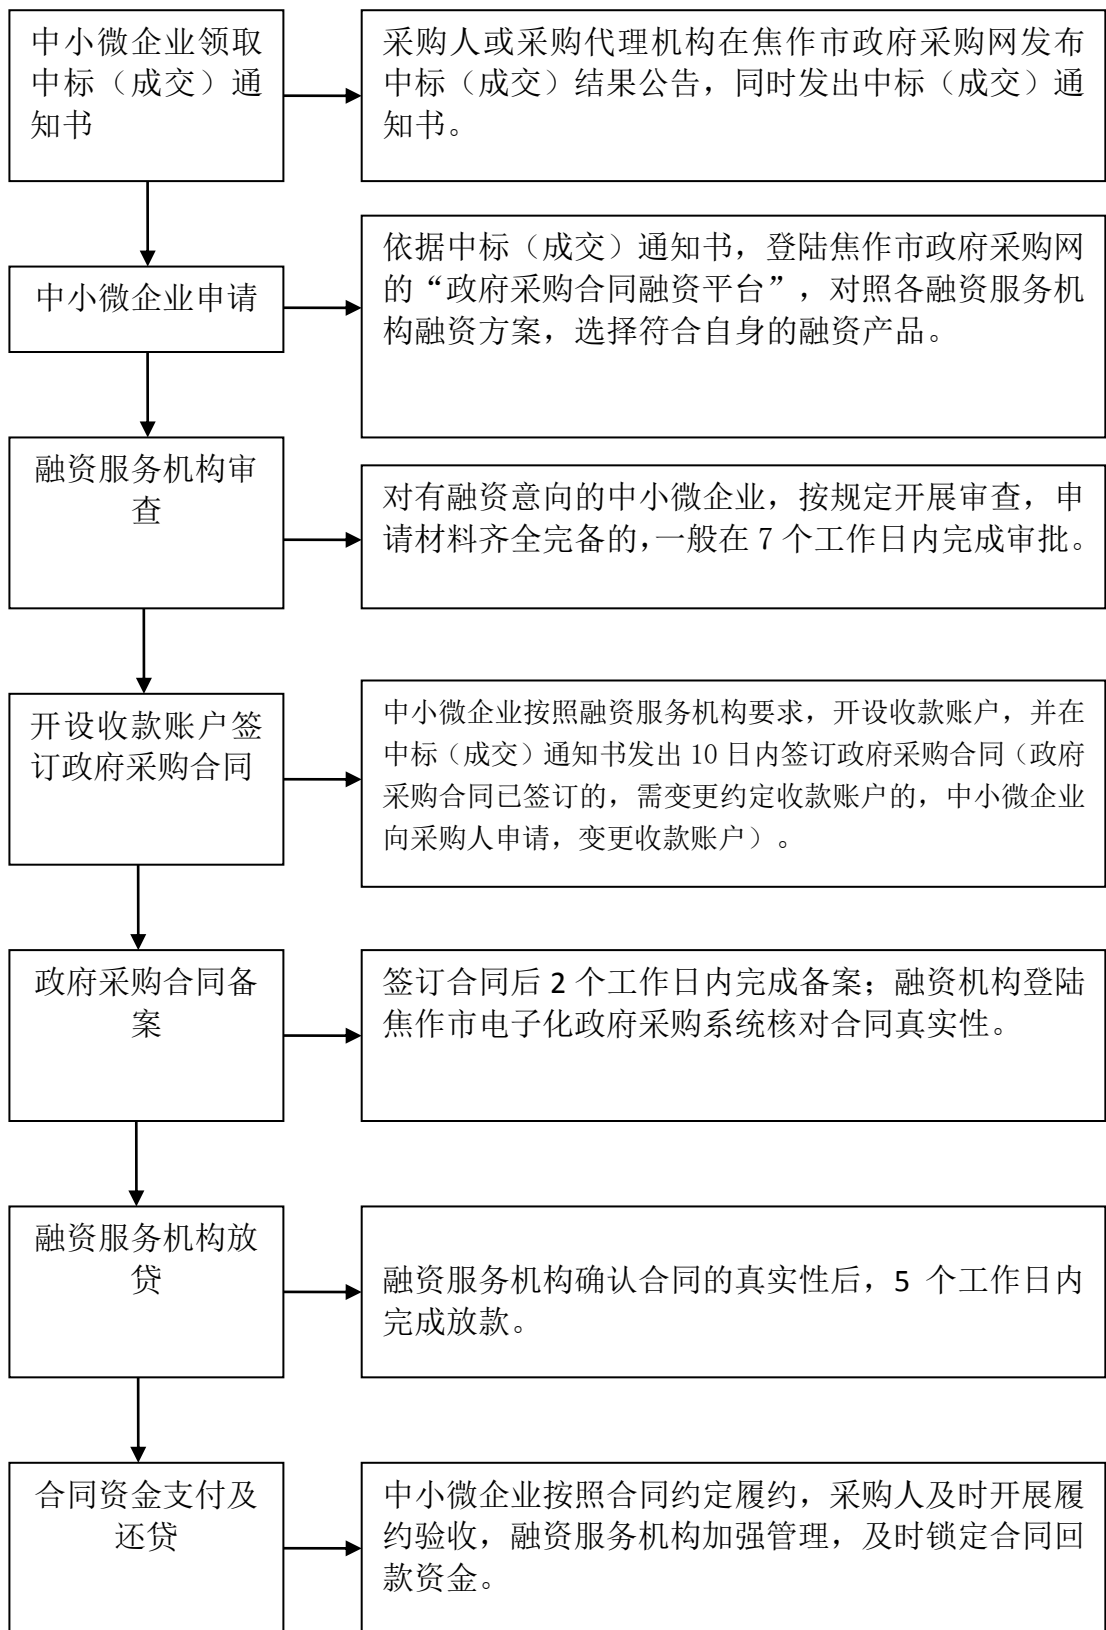 中小微企业领取
中标（成交）通
知书
采购人或采购代理机构在焦作市政府采购网发布
中标（成交）结果公告，同时发出中标（成交）通
知书。
中小微企业申请
依据中标（成交）通知书，登陆焦作市政府采购网
的“政府采购合同融资平台”，对照各融资服务机
构融资方案，选择符合自身的融资产品。
融资服务机构审
查
对有融资意向的中小微企业，按规定开展审查，申
请材料齐全完备的，一般在 7 个工作日内完成审批。
开设收款账户签
订政府采购合同
中小微企业按照融资服务机构要求，开设收款账户，并在
中标（成交）通知书发出 10 日内签订政府采购合同（政府
采购合同已签订的，需变更约定收款账户的，中小微企业
向采购人申请，变更收款账户）。
政府采购合同备
案
签订合同后 2 个工作日内完成备案；融资机构登陆
焦作市电子化政府采购系统核对合同真实性。
融资服务机构放
贷
融资服务机构确认合同的真实性后，5 个工作日内
完成放款。
合同资金支付及
还贷
中小微企业按照合同约定履约，采购人及时开展履
约验收，融资服务机构加强管理，及时锁定合同回
款资金。